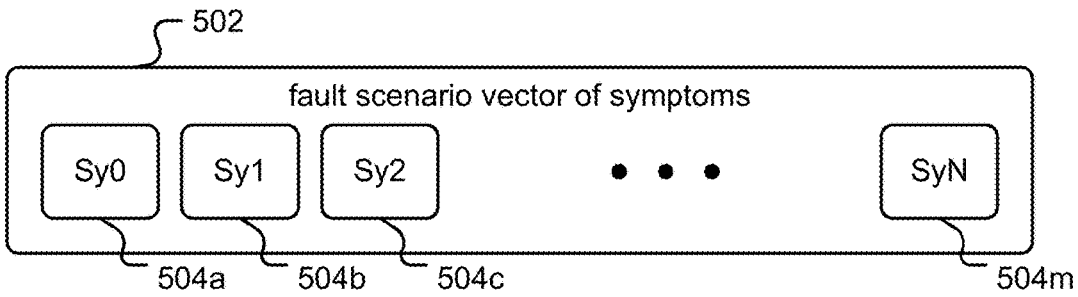 502
fault scenario vector of symptoms
Sy0 Sy1 Sy2 • • • SyN
504a 504b 504c 504m